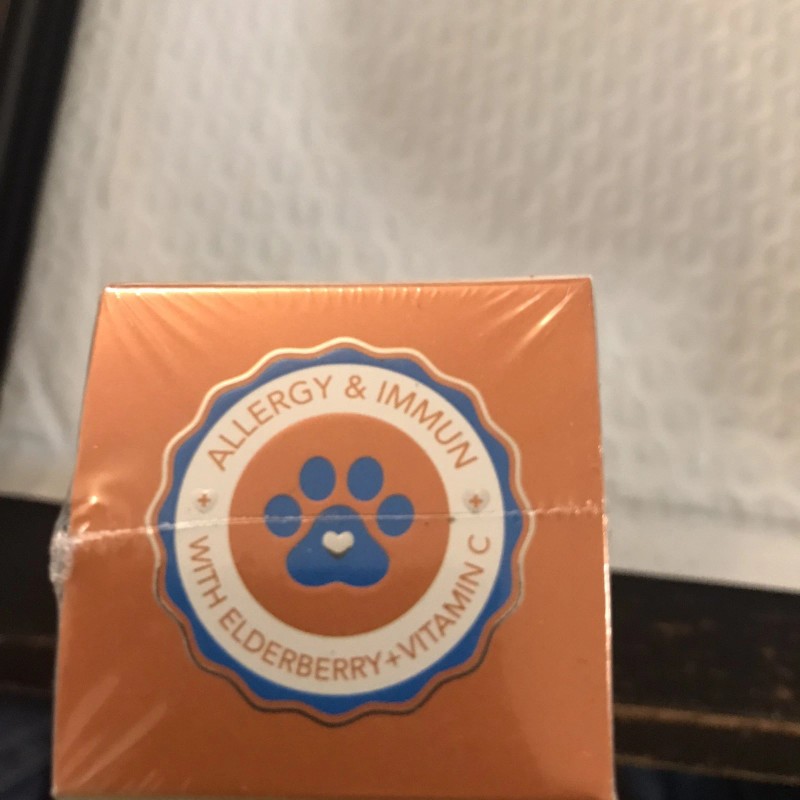 ALLERGY & IMMUN
WITH ELDERBERRY+VITAMIN C